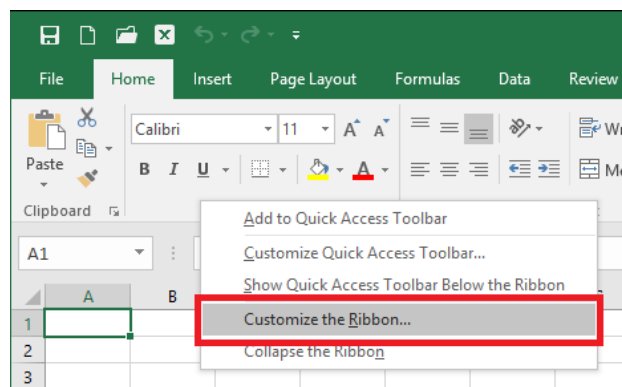 File Home Insert Page Layout Formulas Data Review
Calibri 11 A A
Paste B I U A
Clipboard
Add to Quick Access Toolbar
A1 Customize Quick Access Toolbar...
Show Quick Access Toolbar Below the Ribbon
A B
Customize the Ribbon...
1
Collapse the Ribbon
2
3